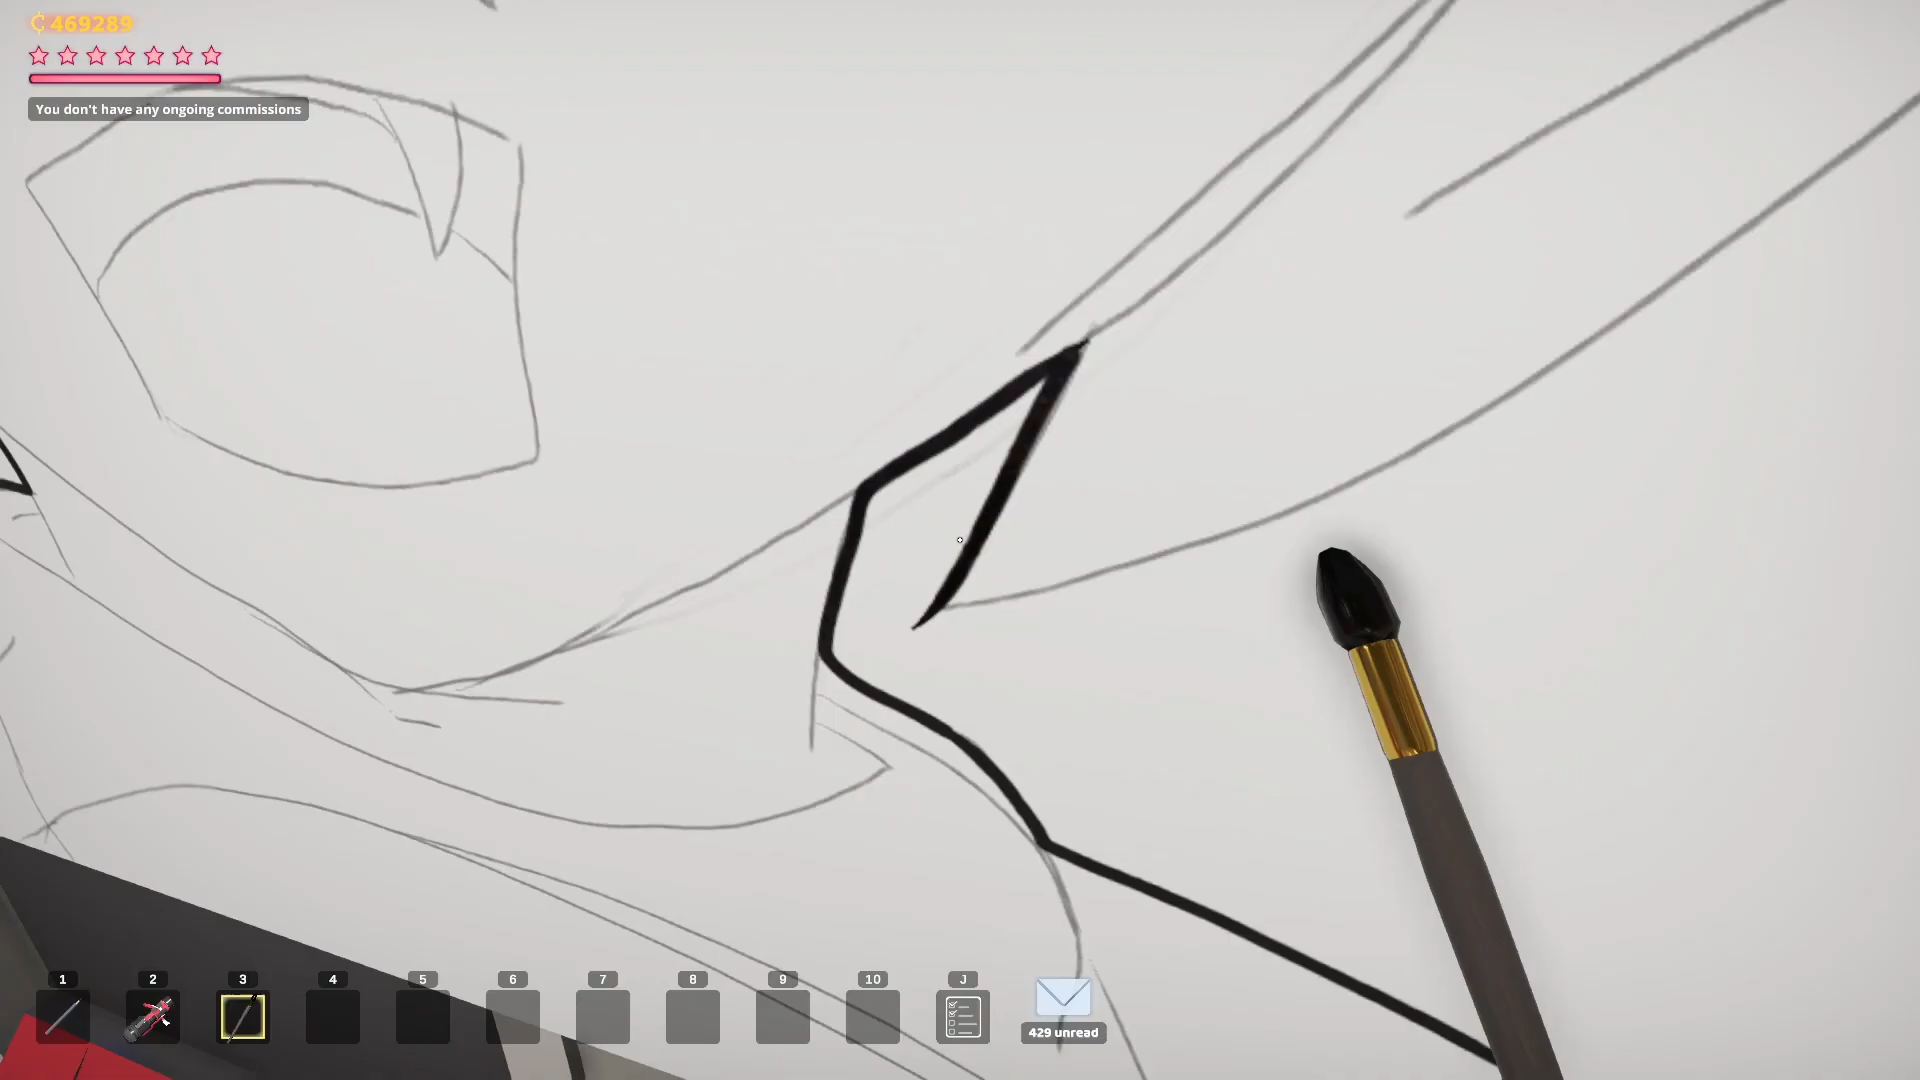 ₵ 469289
You don't have any ongoing commissions
1 2 3 4 5 6 7 8 9 10 J
429 unread